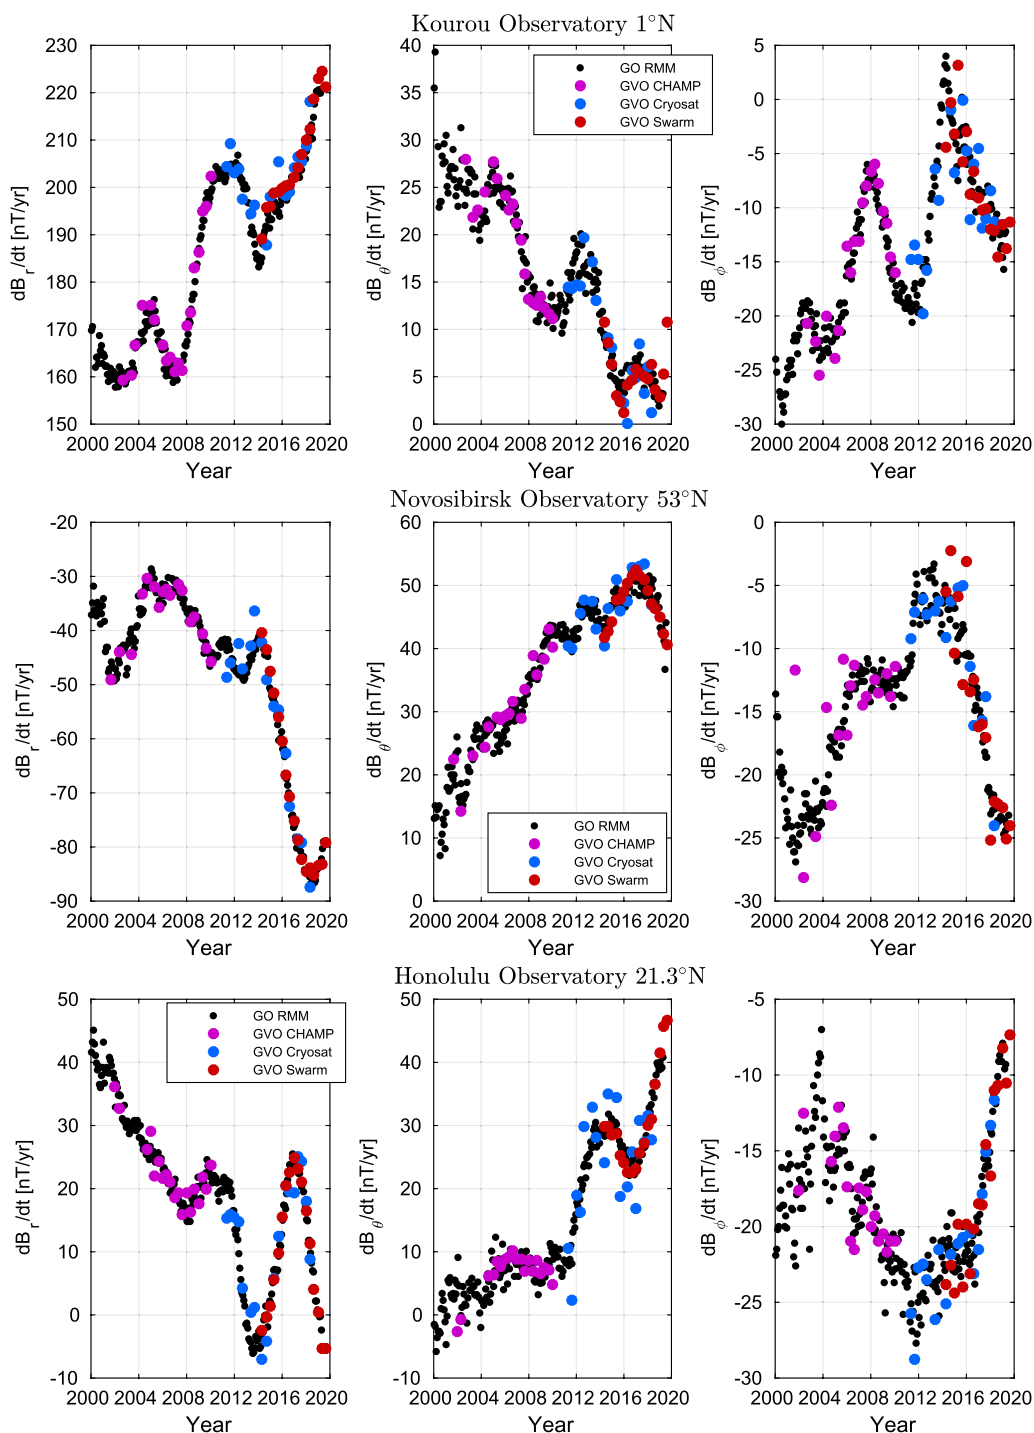 Kourou Observatory 1°N
230
220
210
200
190
180
170
160
150
dB_r/dt [nT/yr]
2000 2004 2008 2012 2016 2020
Year
40
35
30
25
20
15
10
5
0
dB_θ/dt [nT/yr]
GO RMM
GVO CHAMP
GVO Cryosat
GVO Swarm
2000 2004 2008 2012 2016 2020
Year
5
0
-5
-10
-15
-20
-25
-30
dB_ϕ/dt [nT/yr]
2000 2004 2008 2012 2016 2020
Year
Novosibirsk Observatory 53°N
-20
-30
-40
-50
-60
-70
-80
-90
dB_r/dt [nT/yr]
2000 2004 2008 2012 2016 2020
Year
60
50
40
30
20
10
0
dB_θ/dt [nT/yr]
GO RMM
GVO CHAMP
GVO Cryosat
GVO Swarm
2000 2004 2008 2012 2016 2020
Year
0
-5
-10
-15
-20
-25
-30
dB_ϕ/dt [nT/yr]
2000 2004 2008 2012 2016 2020
Year
Honolulu Observatory 21.3°N
50
40
30
20
10
0
-10
dB_r/dt [nT/yr]
GO RMM
GVO CHAMP
GVO Cryosat
GVO Swarm
2000 2004 2008 2012 2016 2020
Year
50
40
30
20
10
0
-10
dB_θ/dt [nT/yr]
2000 2004 2008 2012 2016 2020
Year
-5
-10
-15
-20
-25
-30
dB_ϕ/dt [nT/yr]
2000 2004 2008 2012 2016 2020
Year